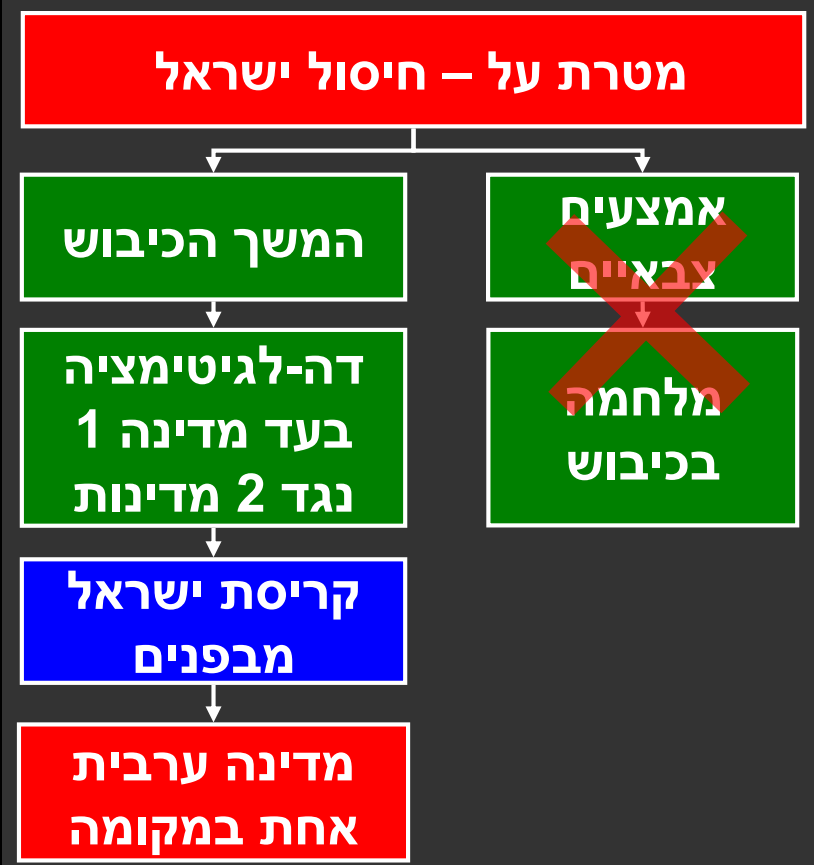 מטרת על – חיסול ישראל
אמצעים
צבאיים
מלחמה
בכיבוש
המשך הכיבוש
דה-לגיטימציה
בעד מדינה 1
נגד 2 מדינות
קריסת ישראל
מבפנים
מדינה ערבית
אחת במקומה